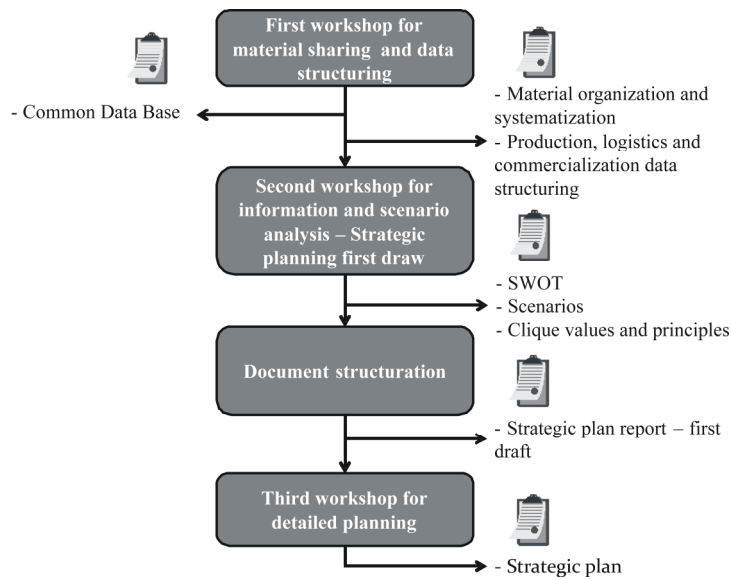 First workshop for
material sharing and data
structuring
- Common Data Base
- Material organization and
systematization
- Production, logistics and
commercialization data
structuring
Second workshop for
information and scenario
analysis – Strategic
planning first draw
- SWOT
- Scenarios
- Clique values and principles
Document structuration
- Strategic plan report – first
draft
Third workshop for
detailed planning
- Strategic plan